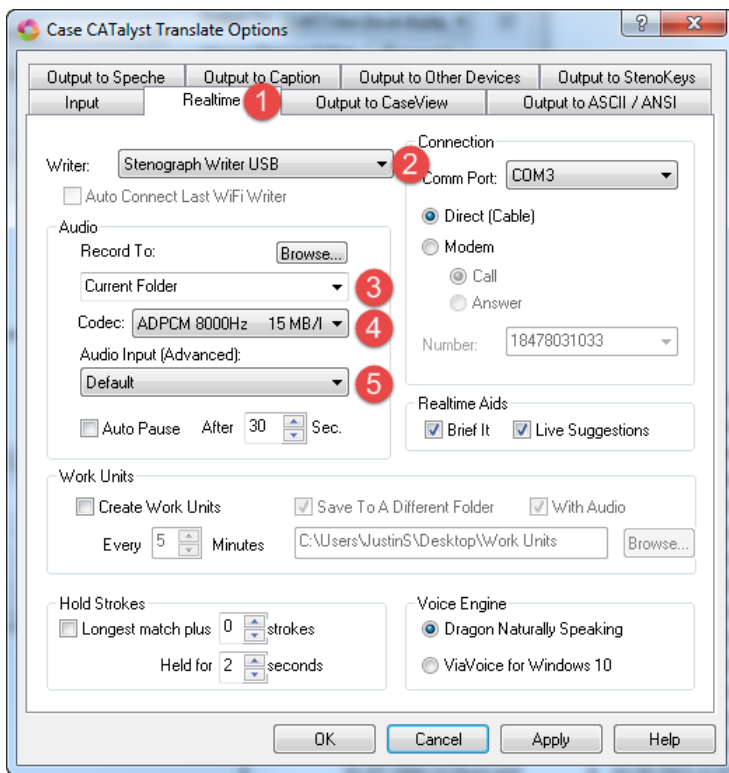 Case CATalyst Translate Options
Output to Speche
Output to Caption
Output to Other Devices
Output to StenoKeys
Input
Realtime
1
Output to CaseView
Output to ASCII / ANSI
Writer:
Stenograph Writer USB
2
Auto Connect Last WiFi Writer
Audio
Record To:
Browse...
Current Folder
3
Codec:
ADPCM 8000Hz 15 MB/I
4
Audio Input (Advanced):
Default
5
Auto Pause After 30 Sec.
Connection
Comm Port:
COM3
Direct (Cable)
Modem
Call
Answer
Number:
18478031033
Realtime Aids
Brief It
Live Suggestions
Work Units
Create Work Units
Save To A Different Folder
With Audio
Every 5 Minutes
C:\Users\JustinS\Desktop\Work Units
Browse...
Hold Strokes
Longest match plus 0 strokes
Held for 2 seconds
Voice Engine
Dragon Naturally Speaking
ViaVoice for Windows 10
OK
Cancel
Apply
Help